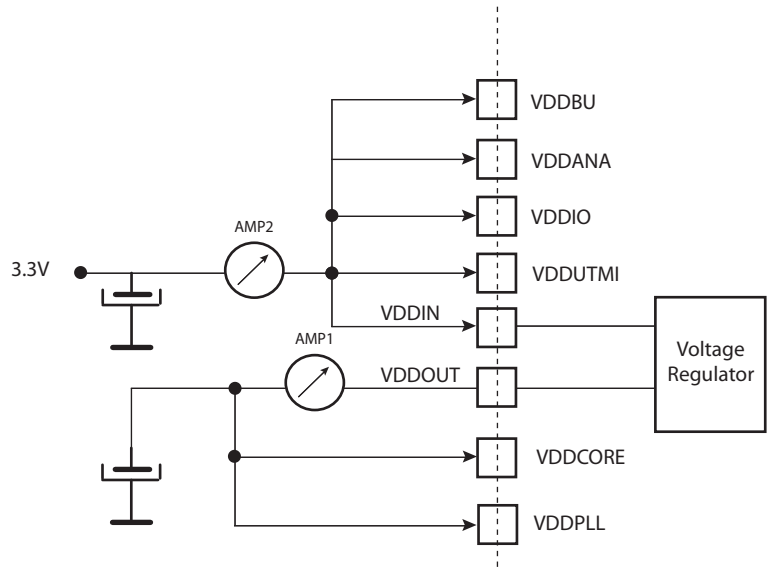 VDDBU
VDDANA
AMP2
VDDIO
3.3V
VDDUTMI
VDDIN
AMP1
Voltage
Regulator
VDDOUT
VDDCORE
VDDPLL